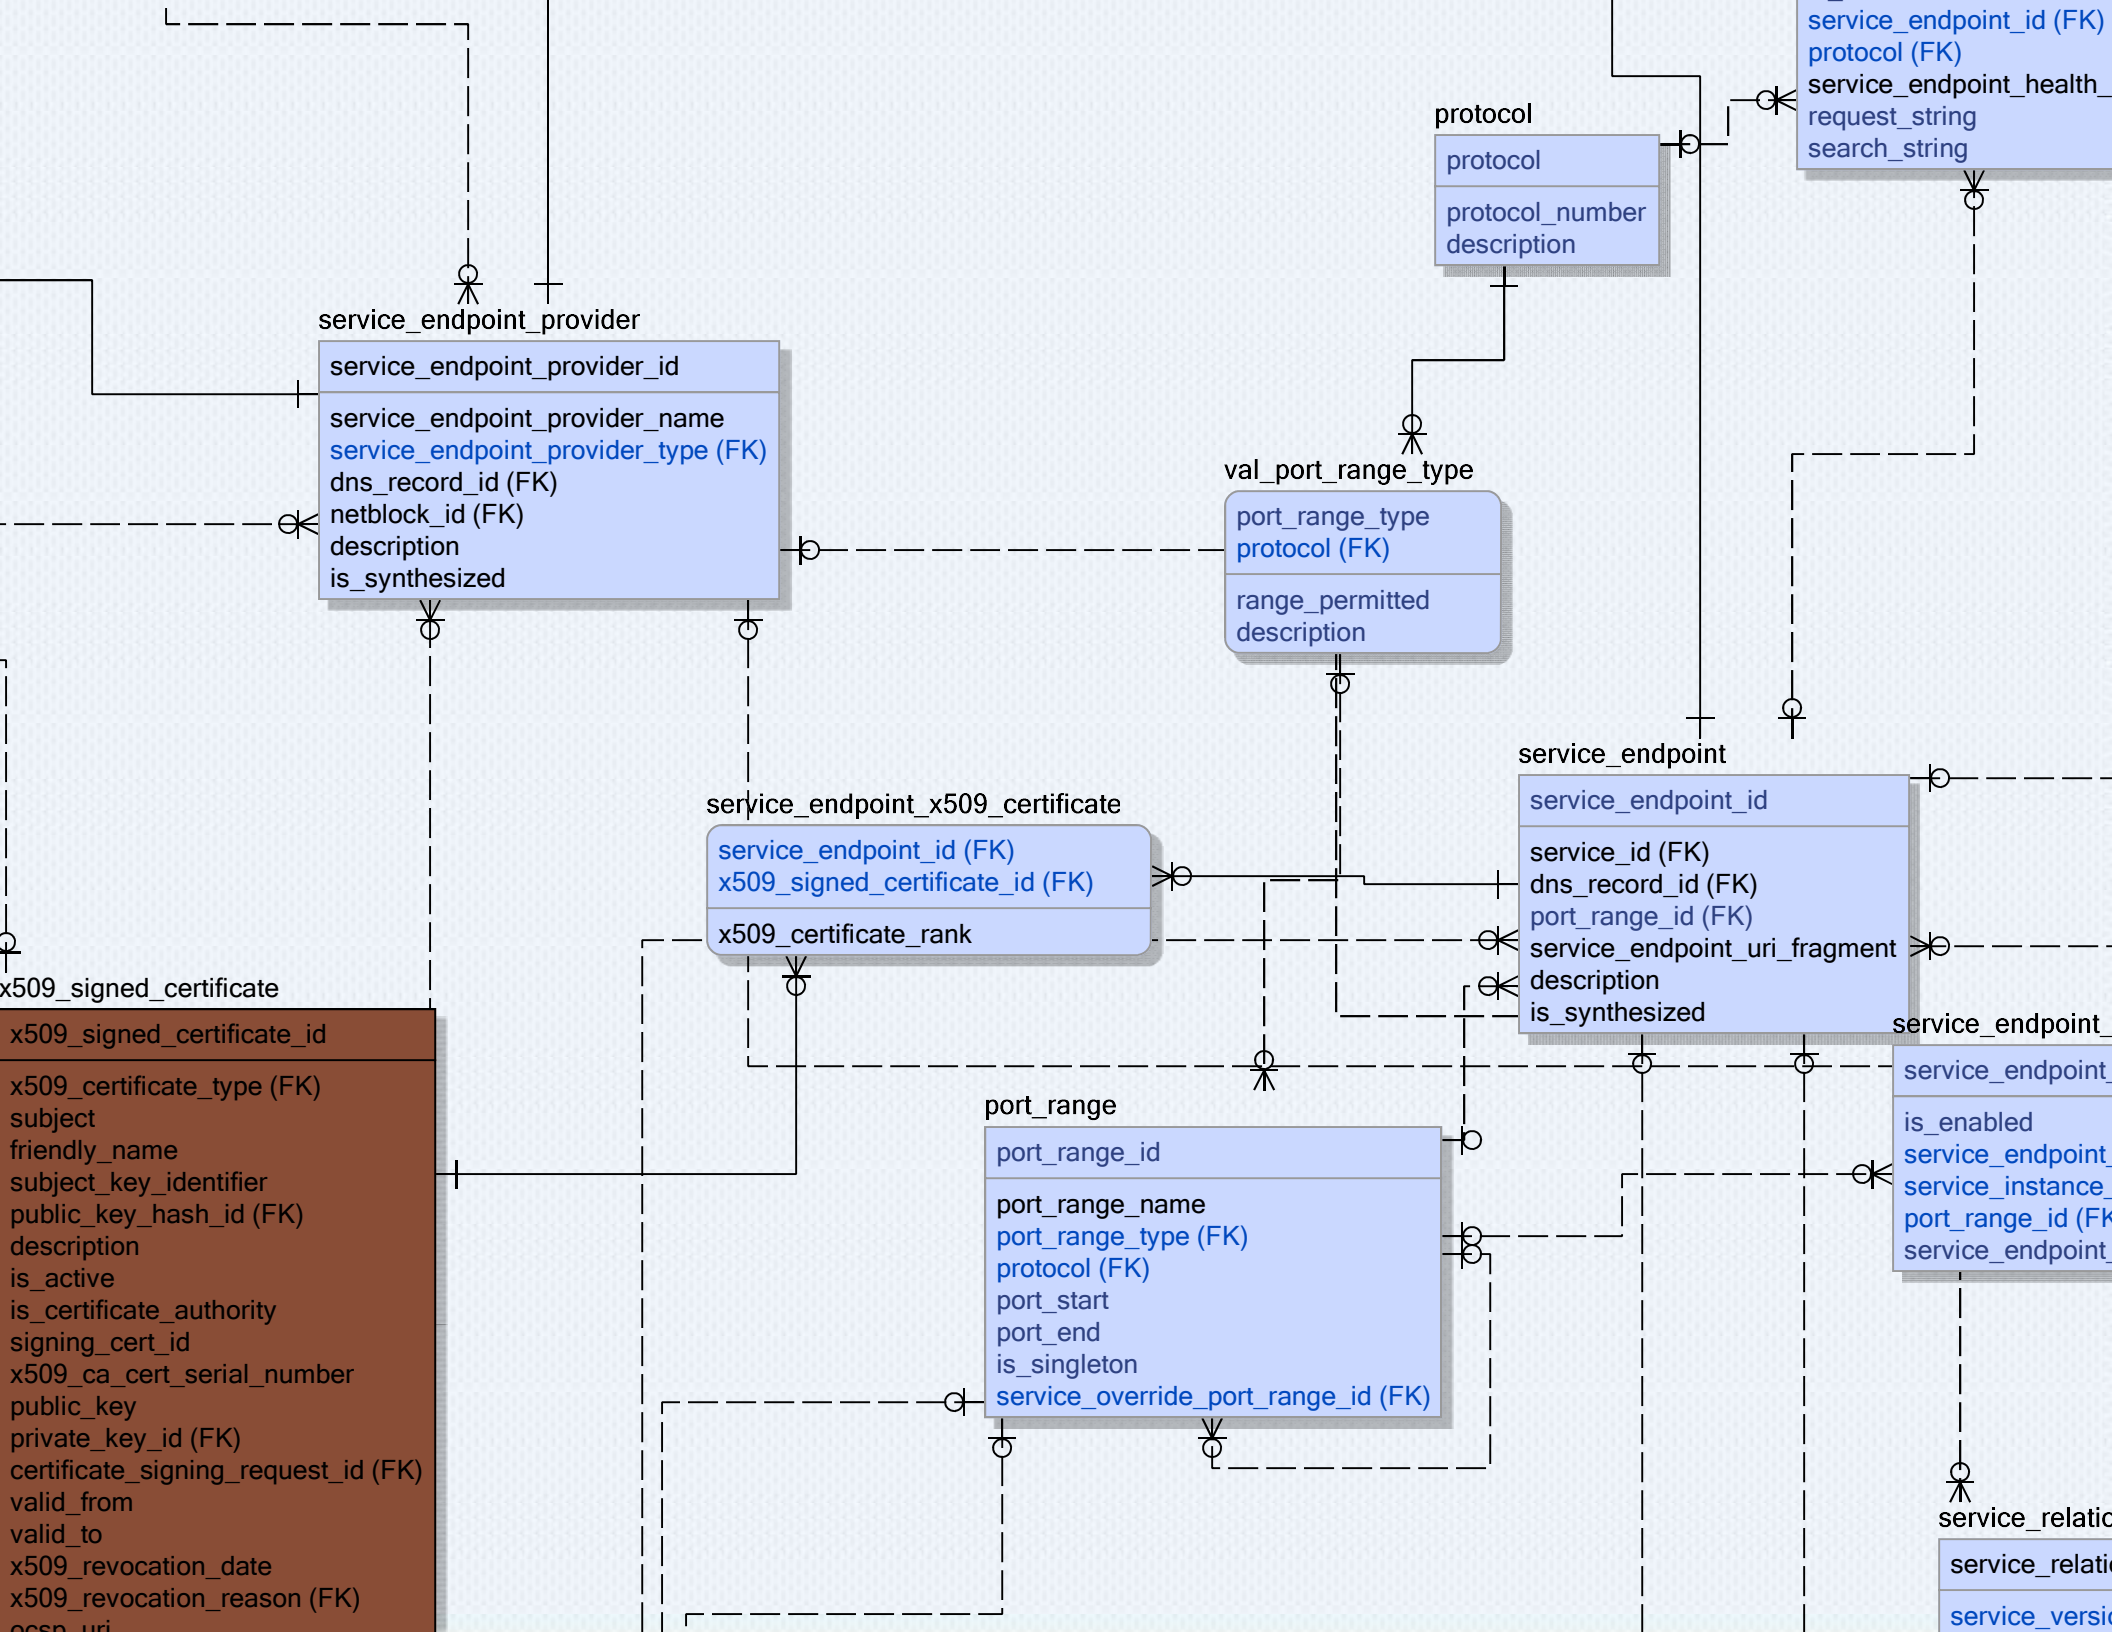 service_endpoint_id (FK)
protocol (FK)
service_endpoint_health_
request_string
search_string
protocol
protocol
protocol_number
description
service_endpoint_provider
service_endpoint_provider_id
service_endpoint_provider_name
service_endpoint_provider_type (FK)
dns_record_id (FK)
netblock_id (FK)
description
is_synthesized
val_port_range_type
port_range_type
protocol (FK)
range_permitted
description
service_endpoint
service_endpoint_id
service_id (FK)
dns_record_id (FK)
port_range_id (FK)
service_endpoint_uri_fragment
description
is_synthesized
service_endpoint_x509_certificate
service_endpoint_id (FK)
x509_signed_certificate_id (FK)
x509_certificate_rank
x509_signed_certificate
x509_signed_certificate_id
x509_certificate_type (FK)
subject
friendly_name
subject_key_identifier
public_key_hash_id (FK)
description
is_active
is_certificate_authority
signing_cert_id
x509_ca_cert_serial_number
public_key
private_key_id (FK)
certificate_signing_request_id (FK)
valid_from
valid_to
x509_revocation_date
x509_revocation_reason (FK)
ocsp_uri
port_range
port_range_id
port_range_name
port_range_type (FK)
protocol (FK)
port_start
port_end
is_singleton
service_override_port_range_id (FK)
service_endpoint_
service_endpoint_
is_enabled
service_endpoint_
service_instance_
port_range_id (FK
service_endpoint_
service_relatio
service_relatio
service_versio